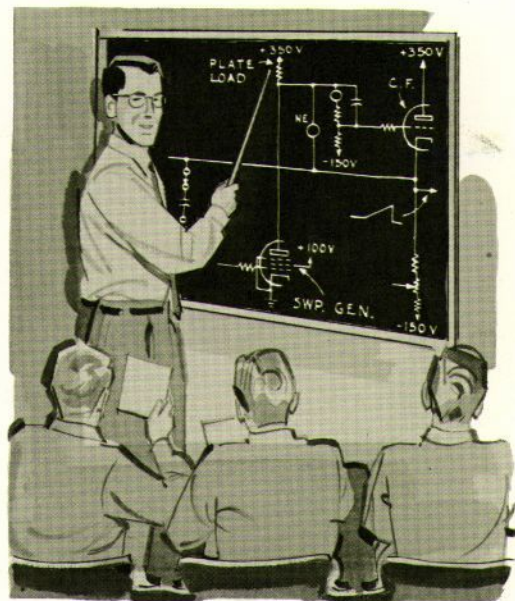 +350V
+350V
PLATE
LOAD
C.F.
NE
-150V
+100V
SWP. GEN.
-150V